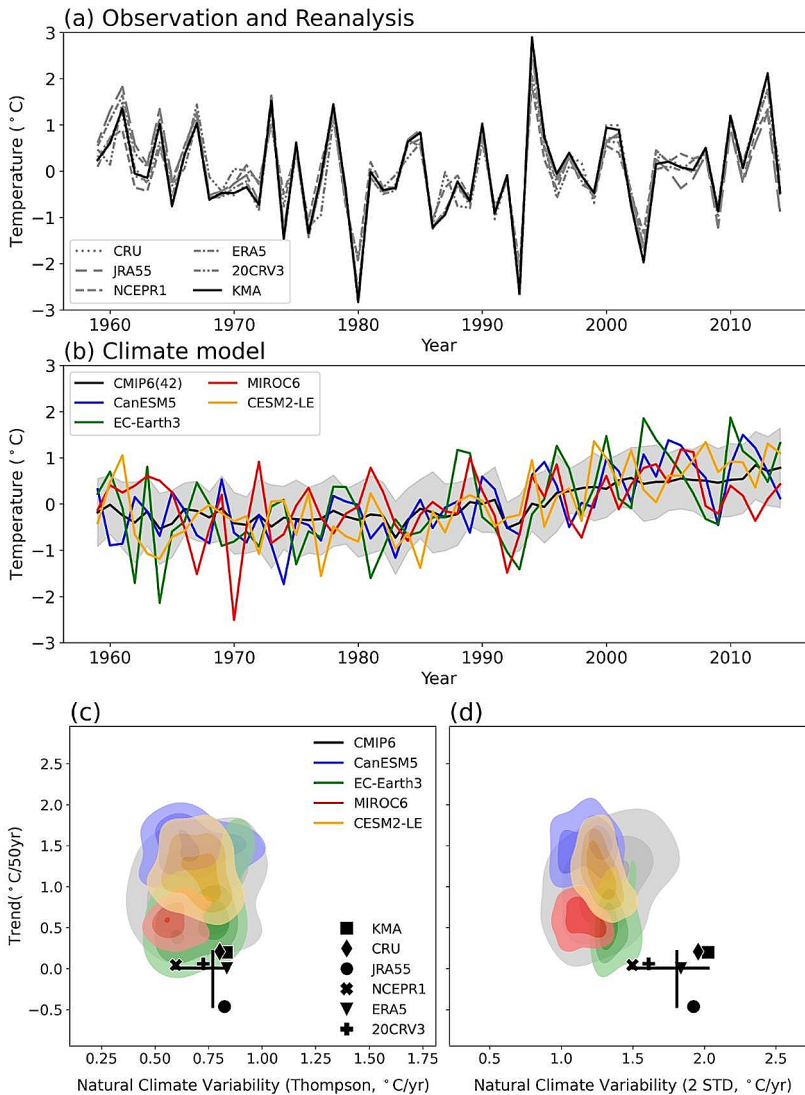 (a) Observation and Reanalysis
3
2
1
0
−1
−2
−3
Temperature (°C)
CRU
JRA55
NCEPR1
ERA5
20CRV3
KMA
1960 1970 1980 1990 2000 2010
Year
(b) Climate model
3
2
1
0
−1
−2
−3
Temperature (°C)
CMIP6(42)
CanESM5
EC-Earth3
MIROC6
CESM2-LE
1960 1970 1980 1990 2000 2010
Year
(c)
2.5
2.0
1.5
1.0
0.5
0.0
−0.5
Trend(°C/50yr)
CMIP6
CanESM5
EC-Earth3
MIROC6
CESM2-LE
KMA
CRU
JRA55
NCEPR1
ERA5
20CRV3
0.25 0.50 0.75 1.00 1.25 1.50 1.75
Natural Climate Variability (Thompson, °C/yr)
(d)
0.5 1.0 1.5 2.0 2.5
Natural Climate Variability (2 STD, °C/yr)